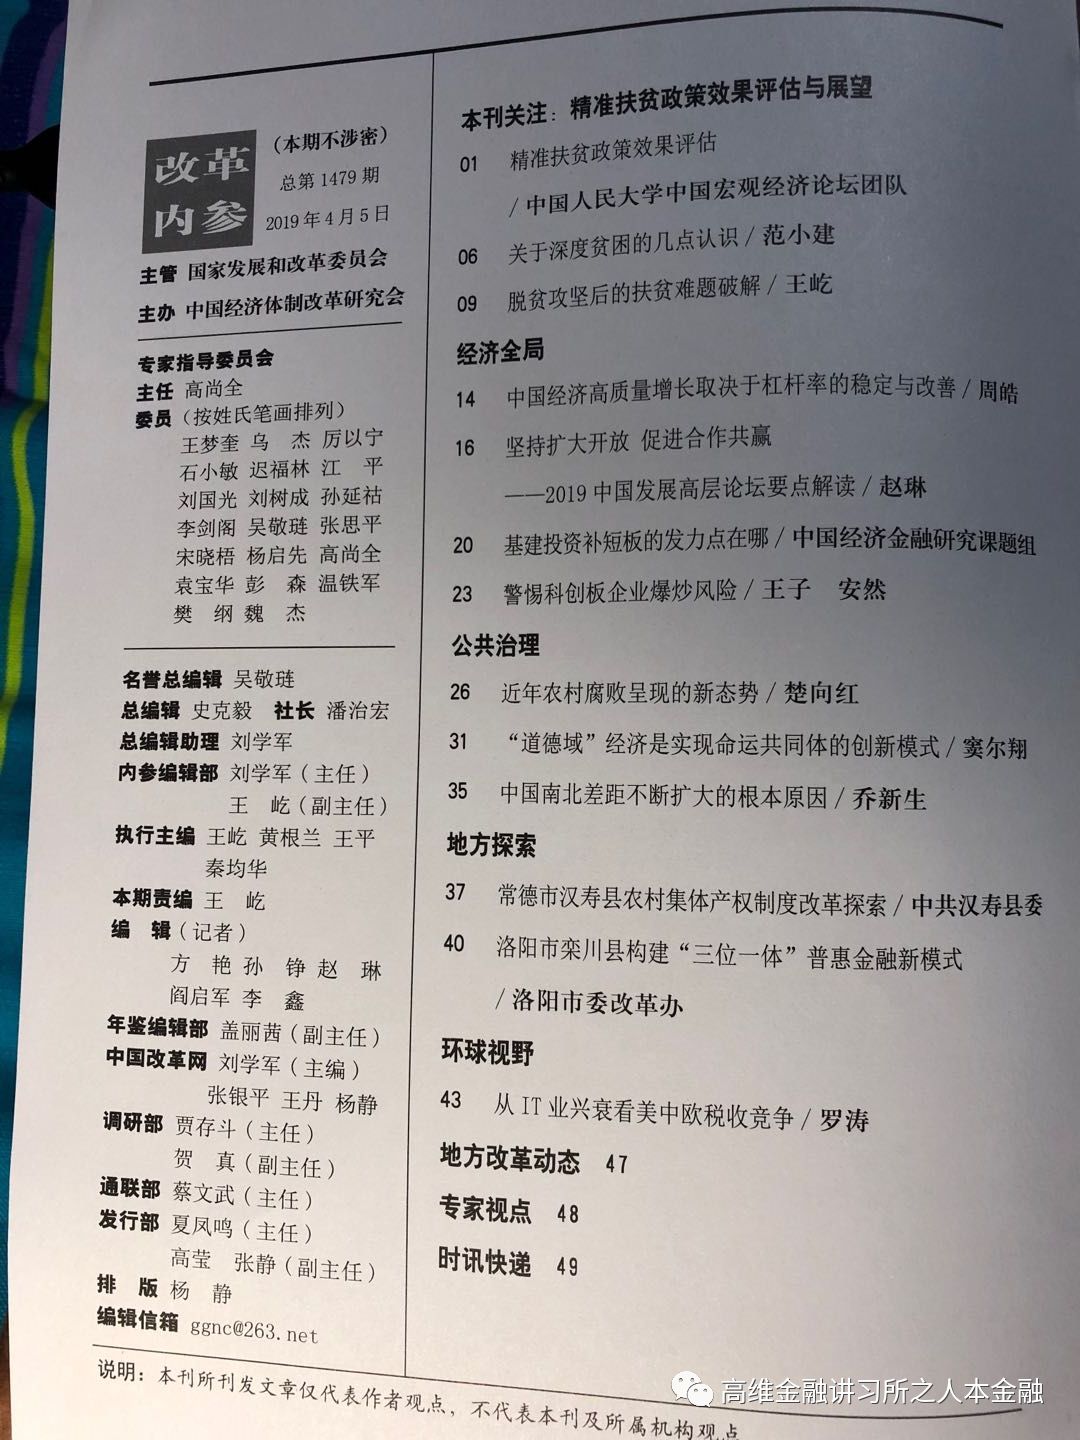 改革
内参
（本期不涉密）
总第1479期
2019年4月5日
主管 国家发展和改革委员会
主办 中国经济体制改革研究会
专家指导委员会
主任 高尚全
委员（按姓氏笔画排列）
王梦奎 乌　杰 厉以宁
石小敏 迟福林 江　平
刘国光 刘树成 孙延祜
李剑阁 吴敬琏 张思平
宋晓梧 杨启先 高尚全
袁宝华 彭　森 温铁军
樊　纲 魏　杰
名誉总编辑 吴敬琏
总编辑 史克毅　社长 潘治宏
总编辑助理 刘学军
内参编辑部 刘学军（主任）
王　屹（副主任）
执行主编 王屹 黄根兰 王平
秦均华
本期责编 王　屹
编　辑（记者）
方　艳 孙　铮 赵　琳
阎启军 李　鑫
年鉴编辑部 盖丽茜（副主任）
中国改革网 刘学军（主编）
张银平 王丹 杨静
调研部 贾存斗（主任）
贺　真（副主任）
通联部 蔡文武（主任）
发行部 夏凤鸣（主任）
高莹　张静（副主任）
排　版 杨　静
编辑信箱 ggnc@263.net
本刊关注：精准扶贫政策效果评估与展望
01 精准扶贫政策效果评估
/ 中国人民大学中国宏观经济论坛团队
06 关于深度贫困的几点认识 / 范小建
09 脱贫攻坚后的扶贫难题破解 / 王屹
经济全局
14 中国经济高质量增长取决于杠杆率的稳定与改善 / 周皓
16 坚持扩大开放 促进合作共赢
——2019中国发展高层论坛要点解读 / 赵琳
20 基建投资补短板的发力点在哪 / 中国经济金融研究课题组
23 警惕科创板企业爆炒风险 / 王子　安然
公共治理
26 近年农村腐败呈现的新态势 / 楚向红
31 “道德域”经济是实现命运共同体的创新模式 / 窦尔翔
35 中国南北差距不断扩大的根本原因 / 乔新生
地方探索
37 常德市汉寿县农村集体产权制度改革探索 / 中共汉寿县委
40 洛阳市栾川县构建“三位一体”普惠金融新模式
/ 洛阳市委改革办
环球视野
43 从IT业兴衰看美中欧税收竞争 / 罗涛
地方改革动态 47
专家视点 48
时讯快递 49
说明：本刊所刊发文章仅代表作者观点，不代表本刊及所属机构观点
高维金融讲习所之人本金融